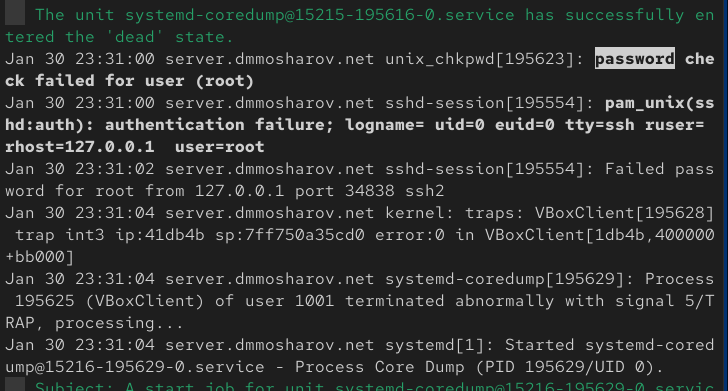 The unit systemd-coredump@15215-195616-0.service has successfully en
tered the 'dead' state.
Jan 30 23:31:00 server.dmmosharov.net unix_chkpwd[195623]: password che
ck failed for user (root)
Jan 30 23:31:00 server.dmmosharov.net sshd-session[195554]: pam_unix(ss
hd:auth): authentication failure; logname= uid=0 euid=0 tty=ssh ruser=
rhost=127.0.0.1  user=root
Jan 30 23:31:02 server.dmmosharov.net sshd-session[195554]: Failed pass
word for root from 127.0.0.1 port 34838 ssh2
Jan 30 23:31:04 server.dmmosharov.net kernel: traps: VBoxClient[195628]
 trap int3 ip:41db4b sp:7ff750a35cd0 error:0 in VBoxClient[1db4b,400000
+bb000]
Jan 30 23:31:04 server.dmmosharov.net systemd-coredump[195629]: Process
 195625 (VBoxClient) of user 1001 terminated abnormally with signal 5/T
RAP, processing...
Jan 30 23:31:04 server.dmmosharov.net systemd[1]: Started systemd-cored
ump@15216-195629-0.service - Process Core Dump (PID 195629/UID 0).
Subject: A start job for unit systemd-coredump@15216-195629-0.servic